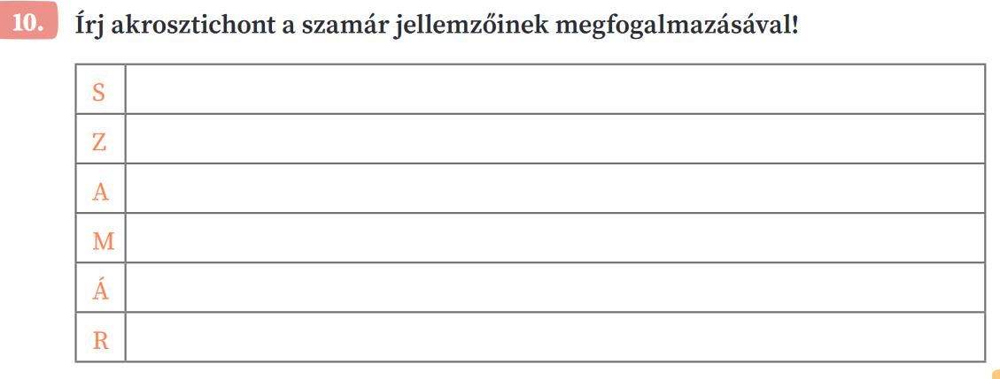 10. Írj akrosztichont a szamár jellemzőinek megfogalmazásával!
S
Z
A
M
Á
R